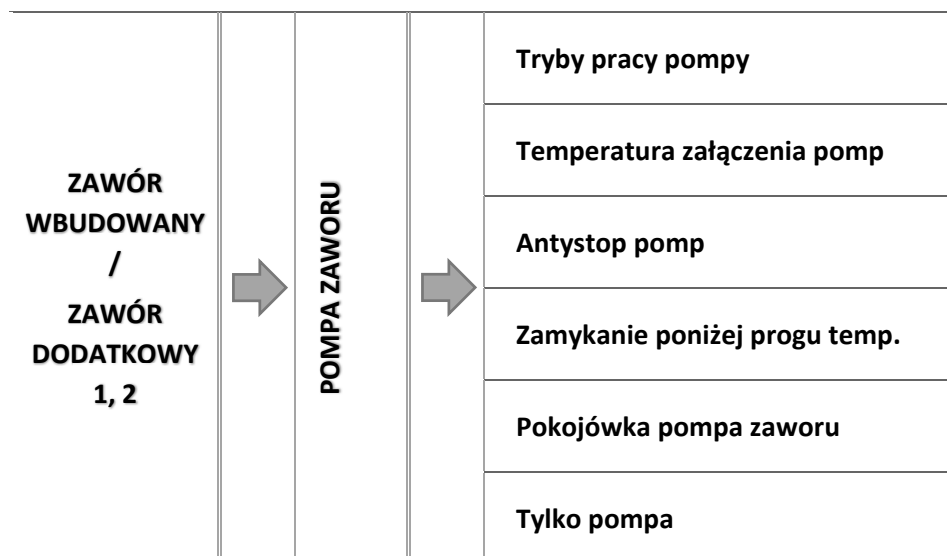 ZAWÓR
WBUDOWANY
/
ZAWÓR
DODATKOWY
1, 2
POMPA ZAWORU
Tryby pracy pompy
Temperatura załączenia pomp
Antystop pomp
Zamykanie poniżej progu temp.
Pokojówka pompa zaworu
Tylko pompa